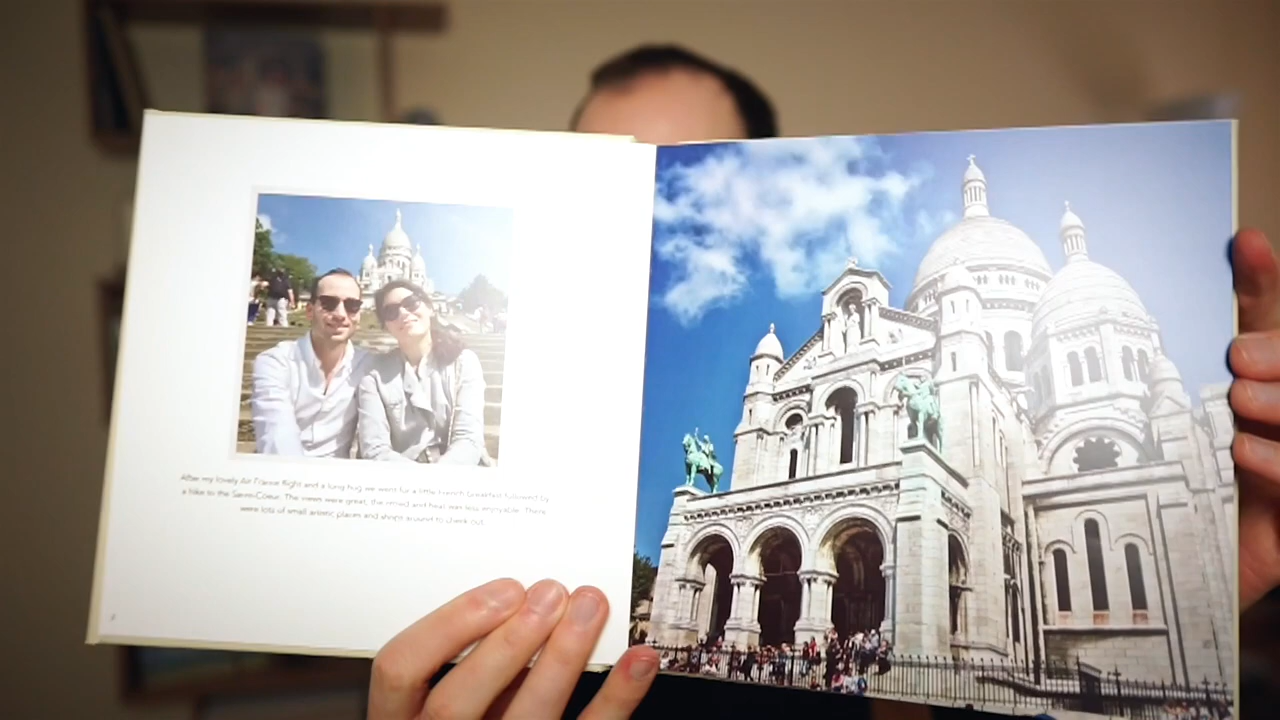 After my lovely Air France flight and a long hug we went for a little French breakfast followed by
a hike to the Sacré-Coeur. The views were great, the crowd and heat was less enjoyable. There
were lots of small artistic places and shops around to check out.